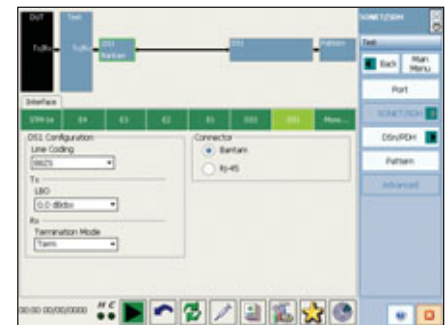 DUT
Test
SONET/SDH
Tx/Rx
Tx/Rx
DS1
Bantam
DS1
Pattern
Test
Back
Main Menu
Port
SONET/SDH
DSn/PDH
Pattern
Advanced
Interface
STM-1e
E4
E3
E2
E1
DS3
DS1
More...
DS1 Configuration
Line Coding
B8ZS
Tx
LBO
0.0 dBdsx
Rx
Termination Mode
Term
Connector
Bantam
RJ-45
00:00 00/00/0000
H C